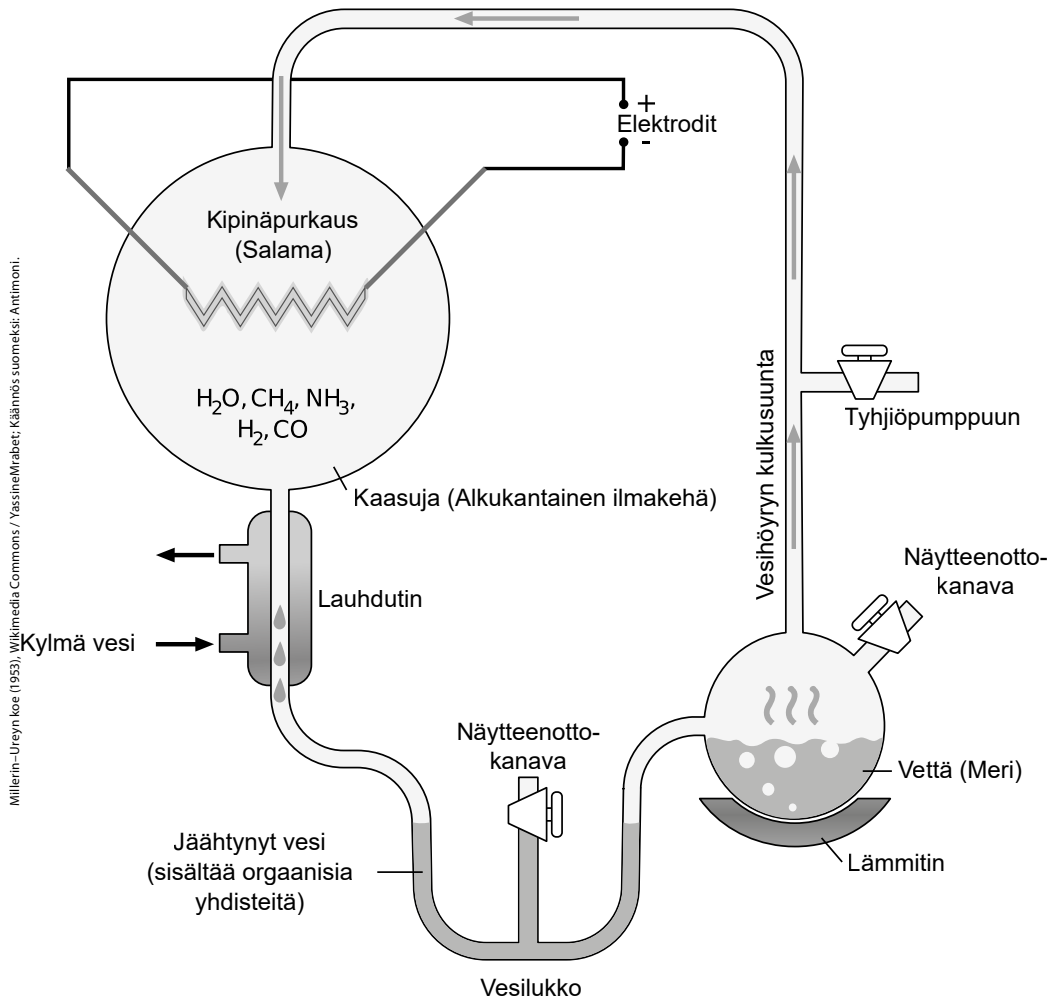 +
Elektrodit
-
Kipinäpurkaus
(Salama)
H₂O, CH₄, NH₃,
H₂, CO
Kaasuja (Alkukantainen ilmakehä)
Vesihöyryn kulkusuunta
Tyhjiöpumppuun
Näytteenotto-
kanava
Lauhdutin
Kylmä vesi
Näytteenotto-
kanava
Vettä (Meri)
Lämmitin
Jäähtynyt vesi
(sisältää orgaanisia
yhdisteitä)
Vesilukko
Millerin–Ureyn koe (1953), Wikimedia Commons / YassineMrabet; Käännös suomeksi: Antimoni.